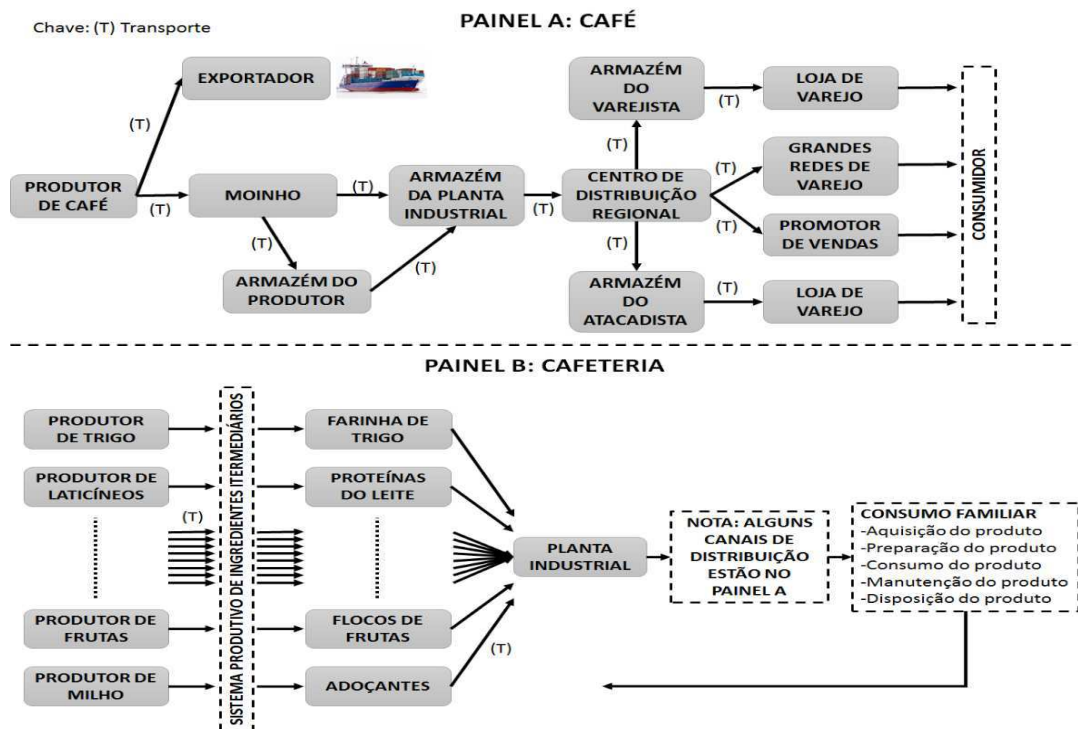 PAINEL A: CAFÉ
Chave: (T) Transporte
EXPORTADOR
(T)
PRODUTOR
DE CAFÉ
(T)
MOINHO
(T)
(T)
ARMAZÉM DO
PRODUTOR
(T)
ARMAZÉM
DA PLANTA
INDUSTRIAL
(T)
CENTRO DE
DISTRIBUIÇÃO
REGIONAL
(T)
ARMAZÉM
DO
VAREJISTA
(T)
LOJA DE
VAREJO
(T)
GRANDES
REDES DE
VAREJO
(T)
PROMOTOR
DE VENDAS
(T)
ARMAZÉM
DO
ATACADISTA
(T)
LOJA DE
VAREJO
CONSUMIDOR
PAINEL B: CAFETERIA
PRODUTOR
DE TRIGO
PRODUTOR DE
LATICÍNEOS
(T)
PRODUTOR DE
FRUTAS
PRODUTOR DE
MILHO
SISTEMA PRODUTIVO DE INGREDIENTES ITERMEDIÁRIOS
FARINHA DE
TRIGO
PROTEÍNAS
DO LEITE
FLOCOS DE
FRUTAS
ADOÇANTES
(T)
PLANTA
INDUSTRIAL
NOTA: ALGUNS
CANAIS DE
DISTRIBUIÇÃO
ESTÃO NO
PAINEL A
CONSUMO FAMILIAR
-Aquisição do produto
-Preparação do produto
-Consumo do produto
-Manutenção do produto
-Disposição do produto